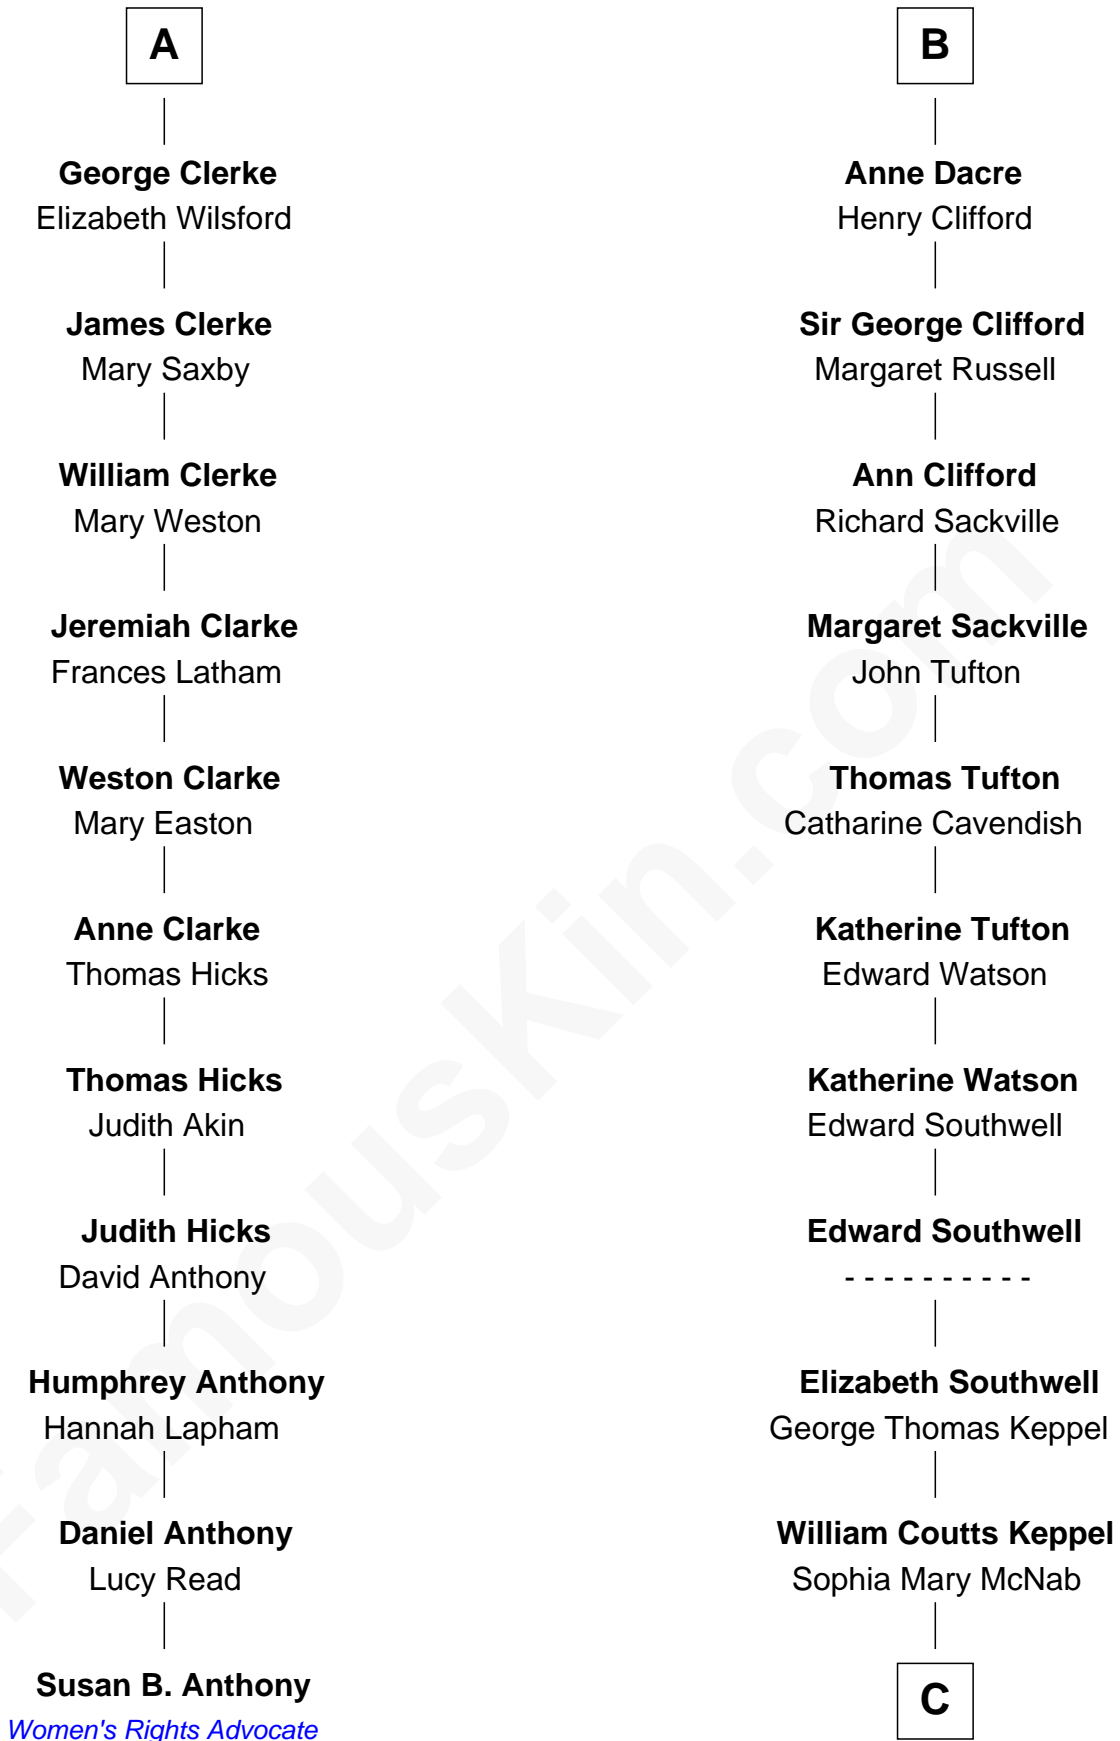 A
George Clerke
Elizabeth Wilsford
James Clerke
Mary Saxby
William Clerke
Mary Weston
Jeremiah Clarke
Frances Latham
Weston Clarke
Mary Easton
Anne Clarke
Thomas Hicks
Thomas Hicks
Judith Akin
Judith Hicks
David Anthony
Humphrey Anthony
Hannah Lapham
Daniel Anthony
Lucy Read
Susan B. Anthony
Women's Rights Advocate
B
Anne Dacre
Henry Clifford
Sir George Clifford
Margaret Russell
Ann Clifford
Richard Sackville
Margaret Sackville
John Tufton
Thomas Tufton
Catharine Cavendish
Katherine Tufton
Edward Watson
Katherine Watson
Edward Southwell
Edward Southwell
- - - - - - - - - -
Elizabeth Southwell
George Thomas Keppel
William Coutts Keppel
Sophia Mary McNab
C
FamousKin.com